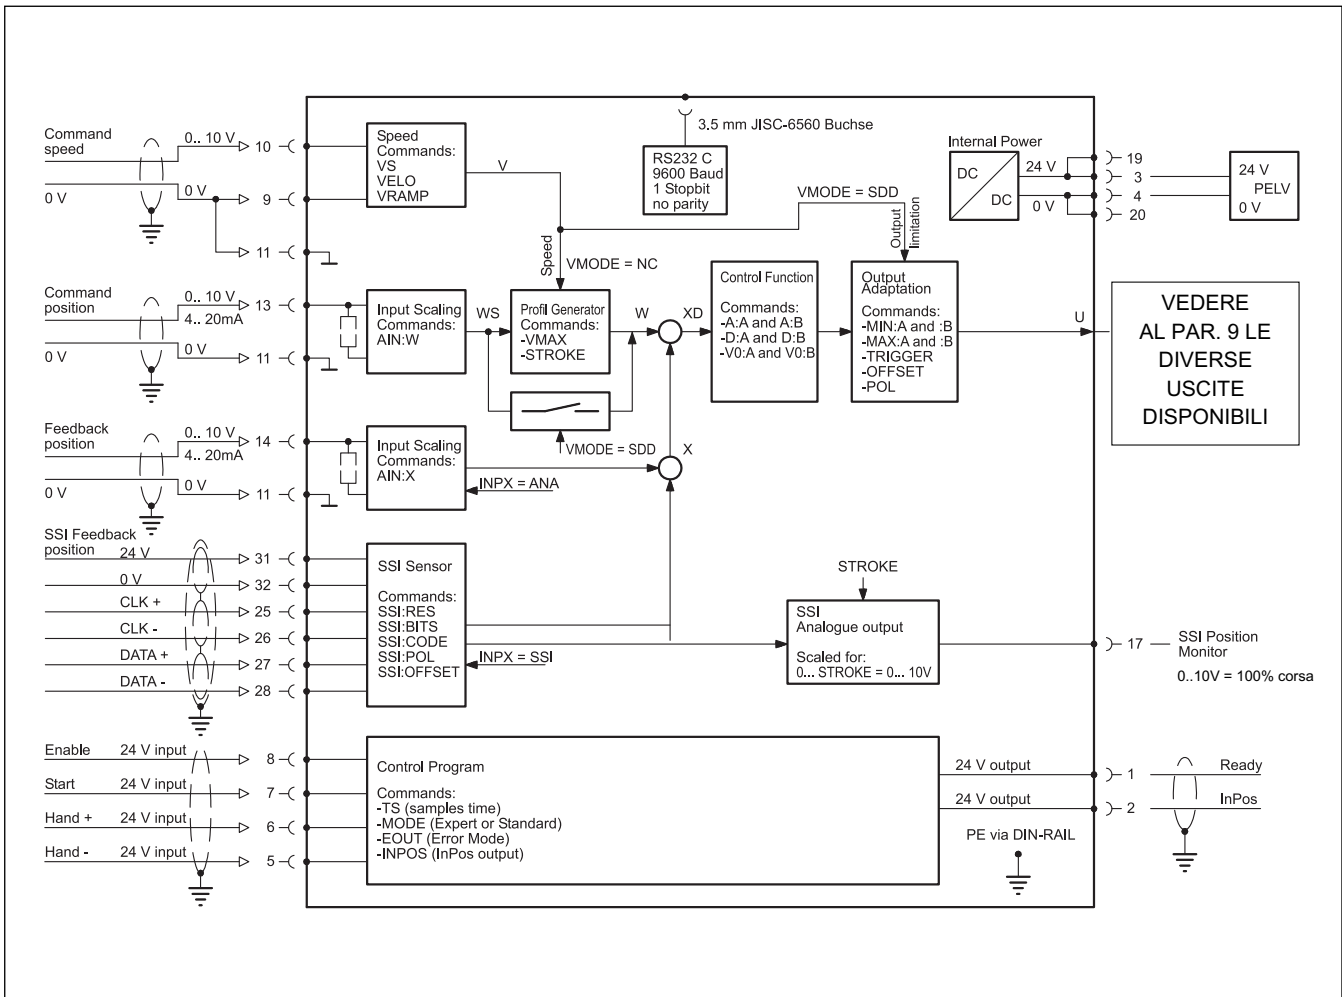 Command
speed
0.. 10 V
10
0 V
0 V
9
11
Speed
Commands:
VS
VELO
VRAMP
V
3.5 mm JISC-6560 Buchse
RS232 C
9600 Baud
1 Stopbit
no parity
VMODE = SDD
Output
limitation
Speed
VMODE = NC
Internal Power
DC
DC
24 V
0 V
19
3
4
20
24 V
PELV
0 V
Command
position
0.. 10 V
4.. 20mA
13
0 V
0 V
11
Input Scaling
Commands:
AIN:W
WS
Profil Generator
Commands:
-VMAX
-STROKE
W
XD
Control Function
Commands:
-A:A and A:B
-D:A and D:B
-V0:A and V0:B
Output
Adaptation
Commands:
-MIN:A and :B
-MAX:A and :B
-TRIGGER
-OFFSET
-POL
U
VEDERE
AL PAR. 9 LE
DIVERSE
USCITE
DISPONIBILI
VMODE = SDD
Feedback
position
0.. 10 V
4.. 20mA
14
0 V
0 V
11
Input Scaling
Commands:
AIN:X
X
INPX = ANA
SSI Feedback
position
24 V
31
0 V
32
CLK +
25
CLK -
26
DATA +
27
DATA -
28
SSI Sensor
Commands:
SSI:RES
SSI:BITS
SSI:CODE
SSI:POL
SSI:OFFSET
INPX = SSI
STROKE
SSI
Analogue output
Scaled for:
0... STROKE = 0... 10V
17
SSI Position
Monitor
0..10V = 100% corsa
Enable
24 V input
8
Start
24 V input
7
Hand +
24 V input
6
Hand -
24 V input
5
Control Program
Commands:
-TS (samples time)
-MODE (Expert or Standard)
-EOUT (Error Mode)
-INPOS (InPos output)
24 V output
1
Ready
24 V output
2
InPos
PE via DIN-RAIL